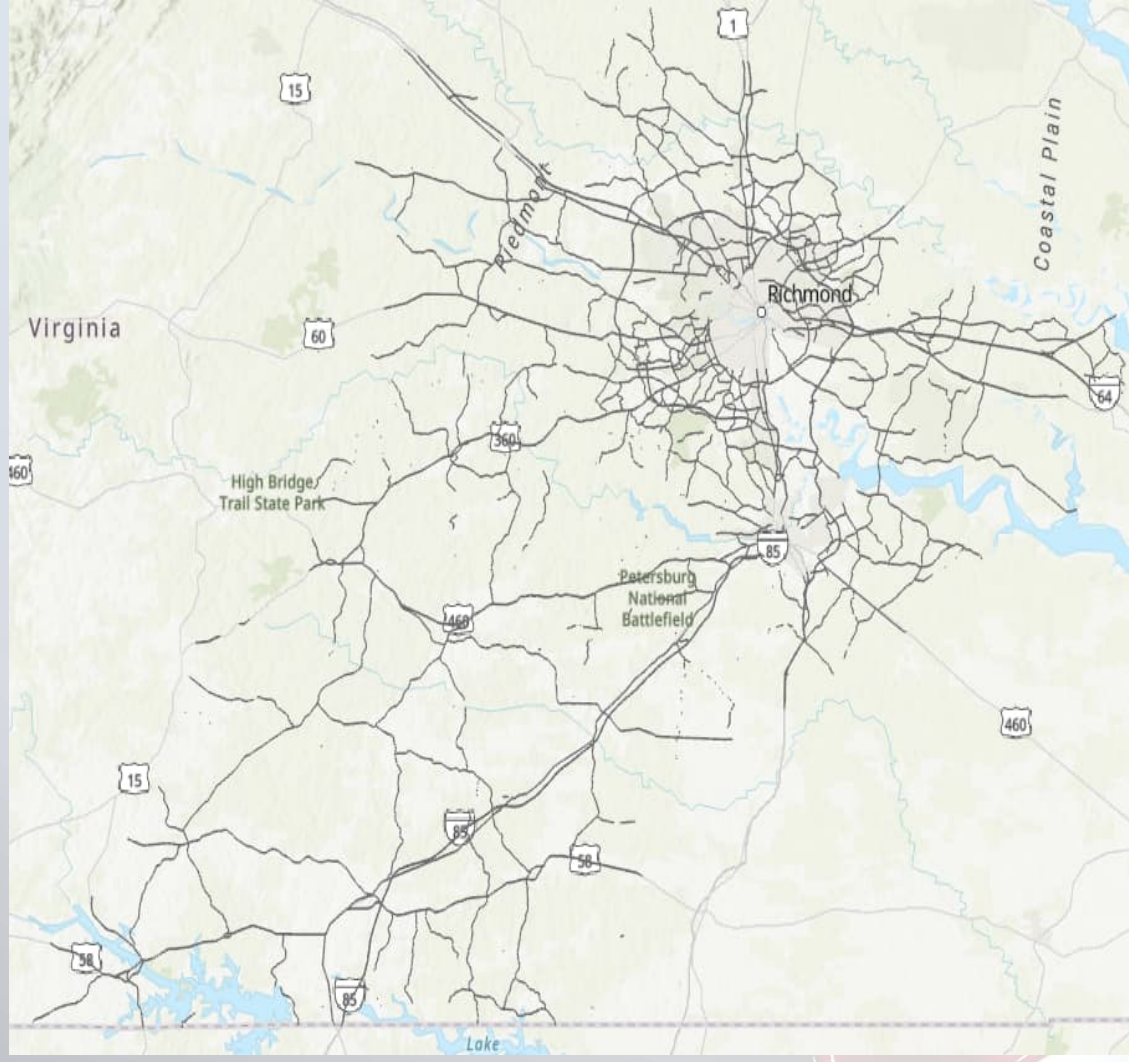 1
15
Piedmont
Coastal Plain
Richmond
Virginia
60
64
360
460
High Bridge
Trail State Park
85
Petersburg
National
Battlefield
460
460
15
85
58
58
85
Lake